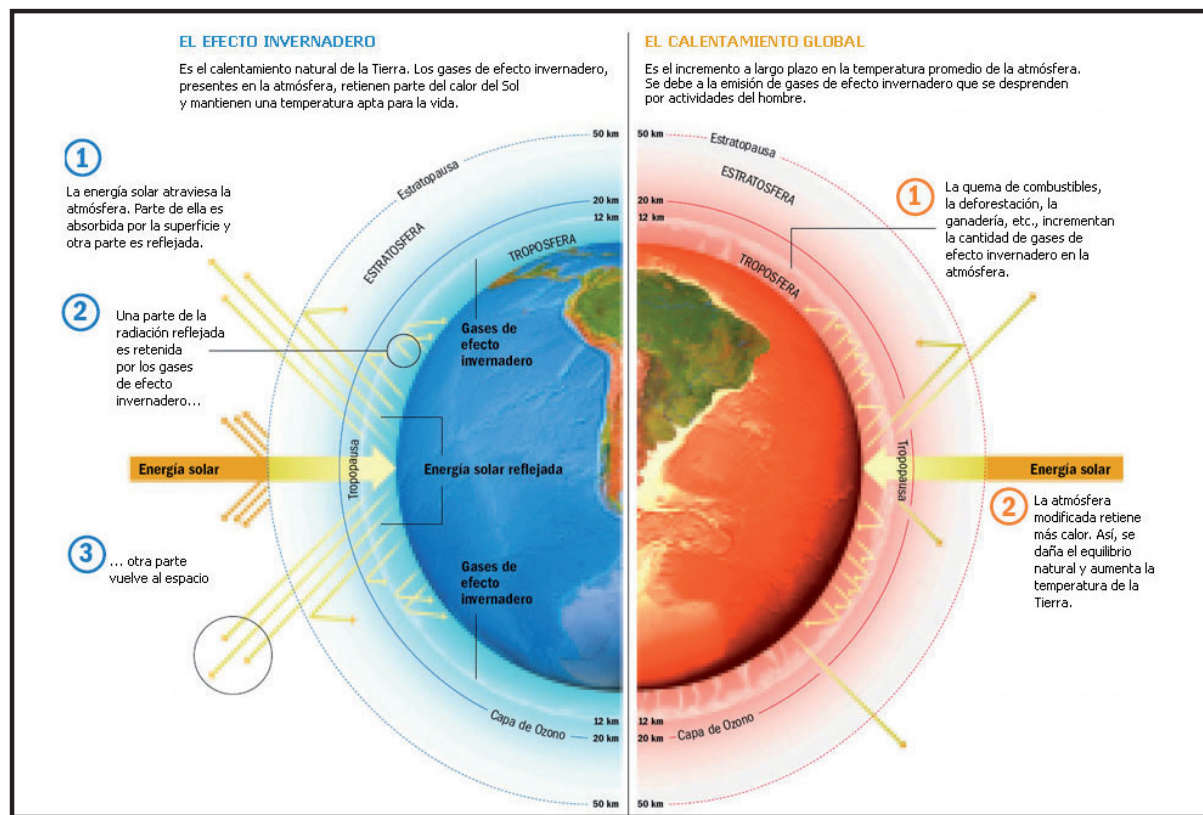 EL EFECTO INVERNADERO
Es el calentamiento natural de la Tierra. Los gases de efecto invernadero,
presentes en la atmósfera, retienen parte del calor del Sol
y mantienen una temperatura apta para la vida.
1
La energía solar atraviesa la
atmósfera. Parte de ella es
absorbida por la superficie y
otra parte es reflejada.
2
Una parte de la
radiación reflejada
es retenida
por los gases
de efecto
invernadero...
Energía solar
3
... otra parte
vuelve al espacio
50 km
Estratopausa
20 km
12 km
ESTRATOSFERA
TROPOSFERA
Gases de
efecto
invernadero
Tropopausa
Energía solar reflejada
Gases de
efecto
invernadero
Capa de Ozono
12 km
20 km
50 km
EL CALENTAMIENTO GLOBAL
Es el incremento a largo plazo en la temperatura promedio de la atmósfera.
Se debe a la emisión de gases de efecto invernadero que se desprenden
por actividades del hombre.
50 km
Estratopausa
ESTRATOSFERA
20 km
12 km
TROPOSFERA
1
La quema de combustibles,
la deforestación, la
ganadería, etc., incrementan
la cantidad de gases de
efecto invernadero en la
atmósfera.
Tropopausa
Energía solar
2
La atmósfera
modificada retiene
más calor. Así, se
daña el equilibrio
natural y aumenta la
temperatura de la
Tierra.
12 km
20 km
Capa de Ozono
50 km